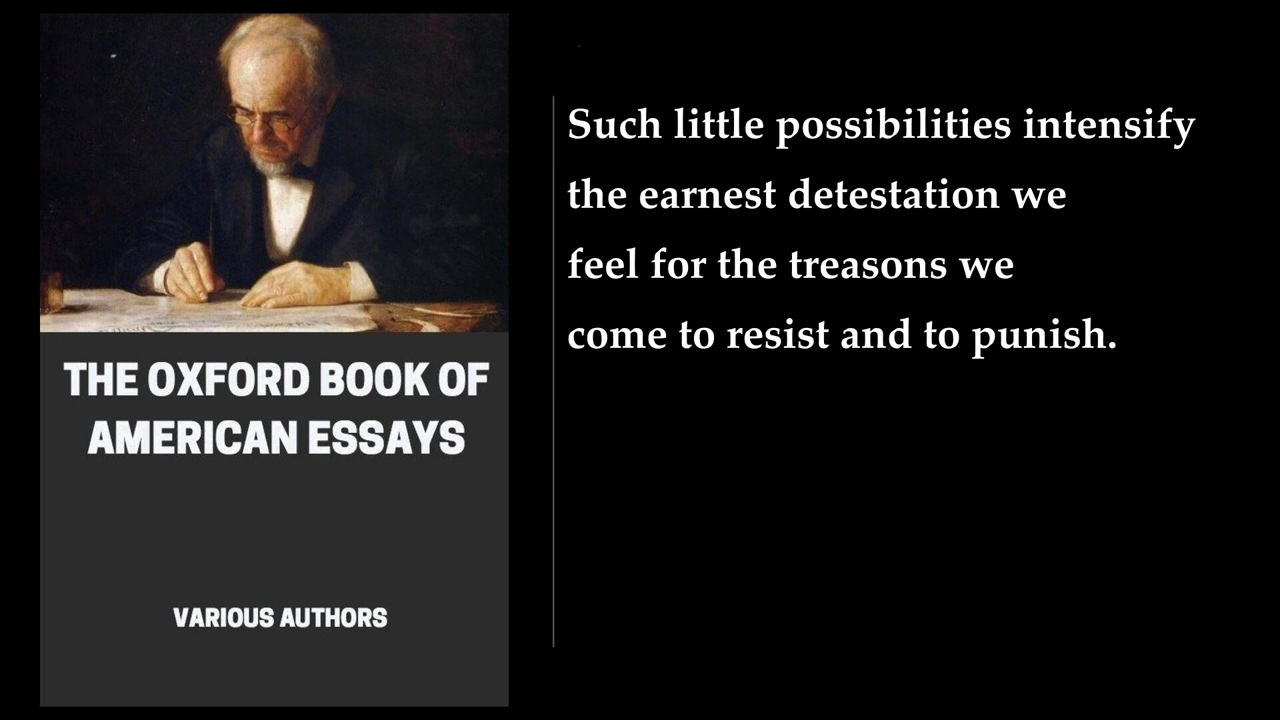 THE OXFORD BOOK OF
AMERICAN ESSAYS
VARIOUS AUTHORS
Such little possibilities intensify
the earnest detestation we
feel for the treasons we
come to resist and to punish.